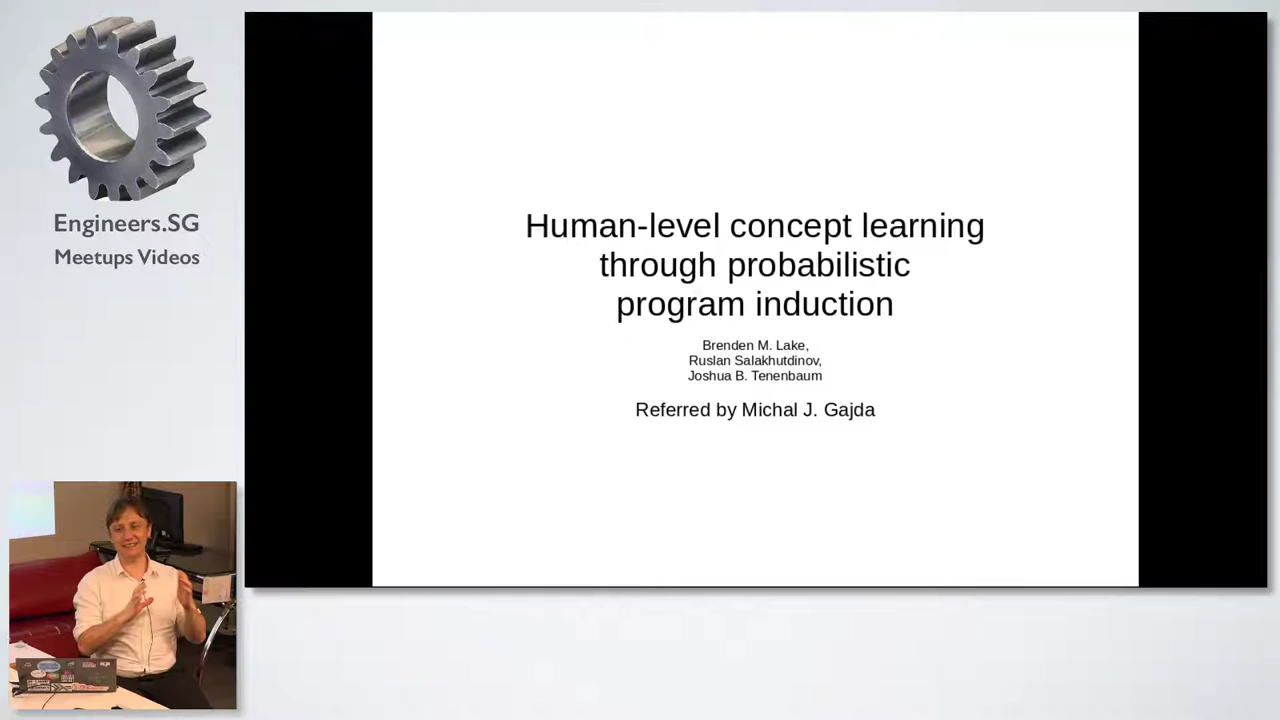 Engineers.SG
Meetups Videos
Human-level concept learning
through probabilistic
program induction
Brenden M. Lake,
Ruslan Salakhutdinov,
Joshua B. Tenenbaum
Referred by Michal J. Gajda